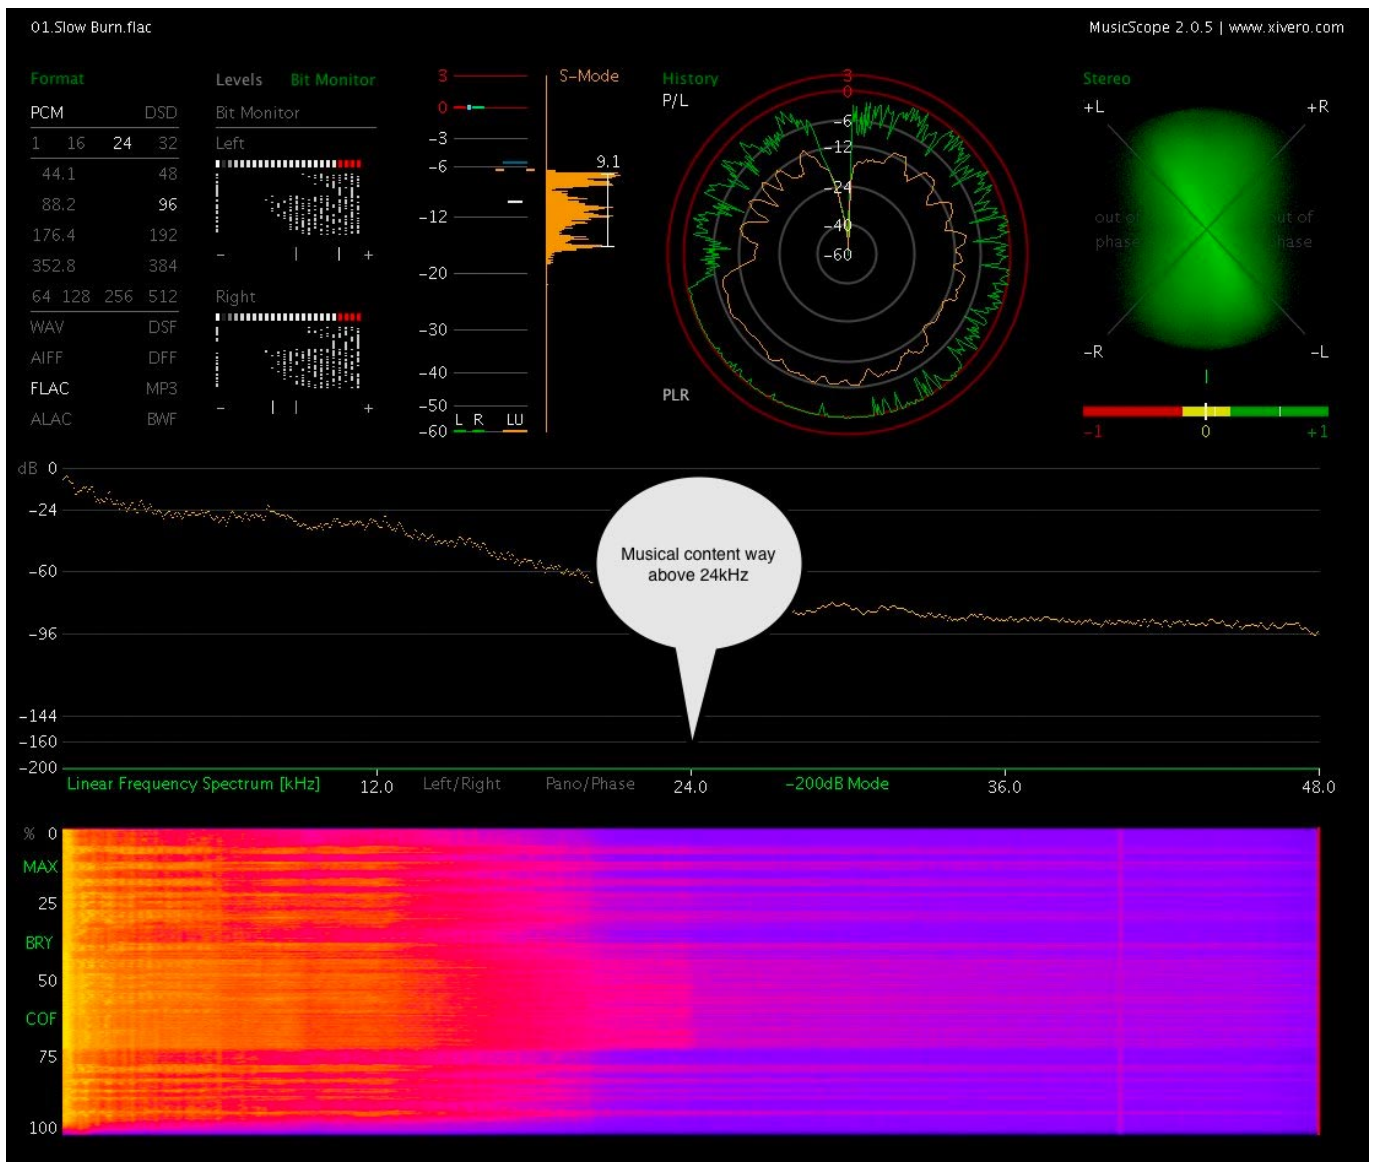 01.Slow Burn.flac
MusicScope 2.0.5 | www.xivero.com
Format
PCM DSD
1 16 24 32
44.1 48
88.2 96
176.4 192
352.8 384
64 128 256 512
WAV DSF
AIFF DFF
FLAC MP3
ALAC BWF
Levels Bit Monitor
Bit Monitor
Left
- +
Right
- +
3
0
-3
-6
-12
-20
-30
-40
-50
-60
L R LU
S-Mode
9.1
History
P/L
3
0
-6
-12
-24
-40
-60
PLR
Stereo
+L +R
out of phase
out of phase
-R -L
-1 0 +1
dB 0
-24
-60
-96
-144
-160
-200
Musical content way
above 24kHz
Linear Frequency Spectrum [kHz] 12.0 Left/Right Pano/Phase 24.0 -200dB Mode 36.0 48.0
% 0
MAX
25
BRY
50
COF
75
100